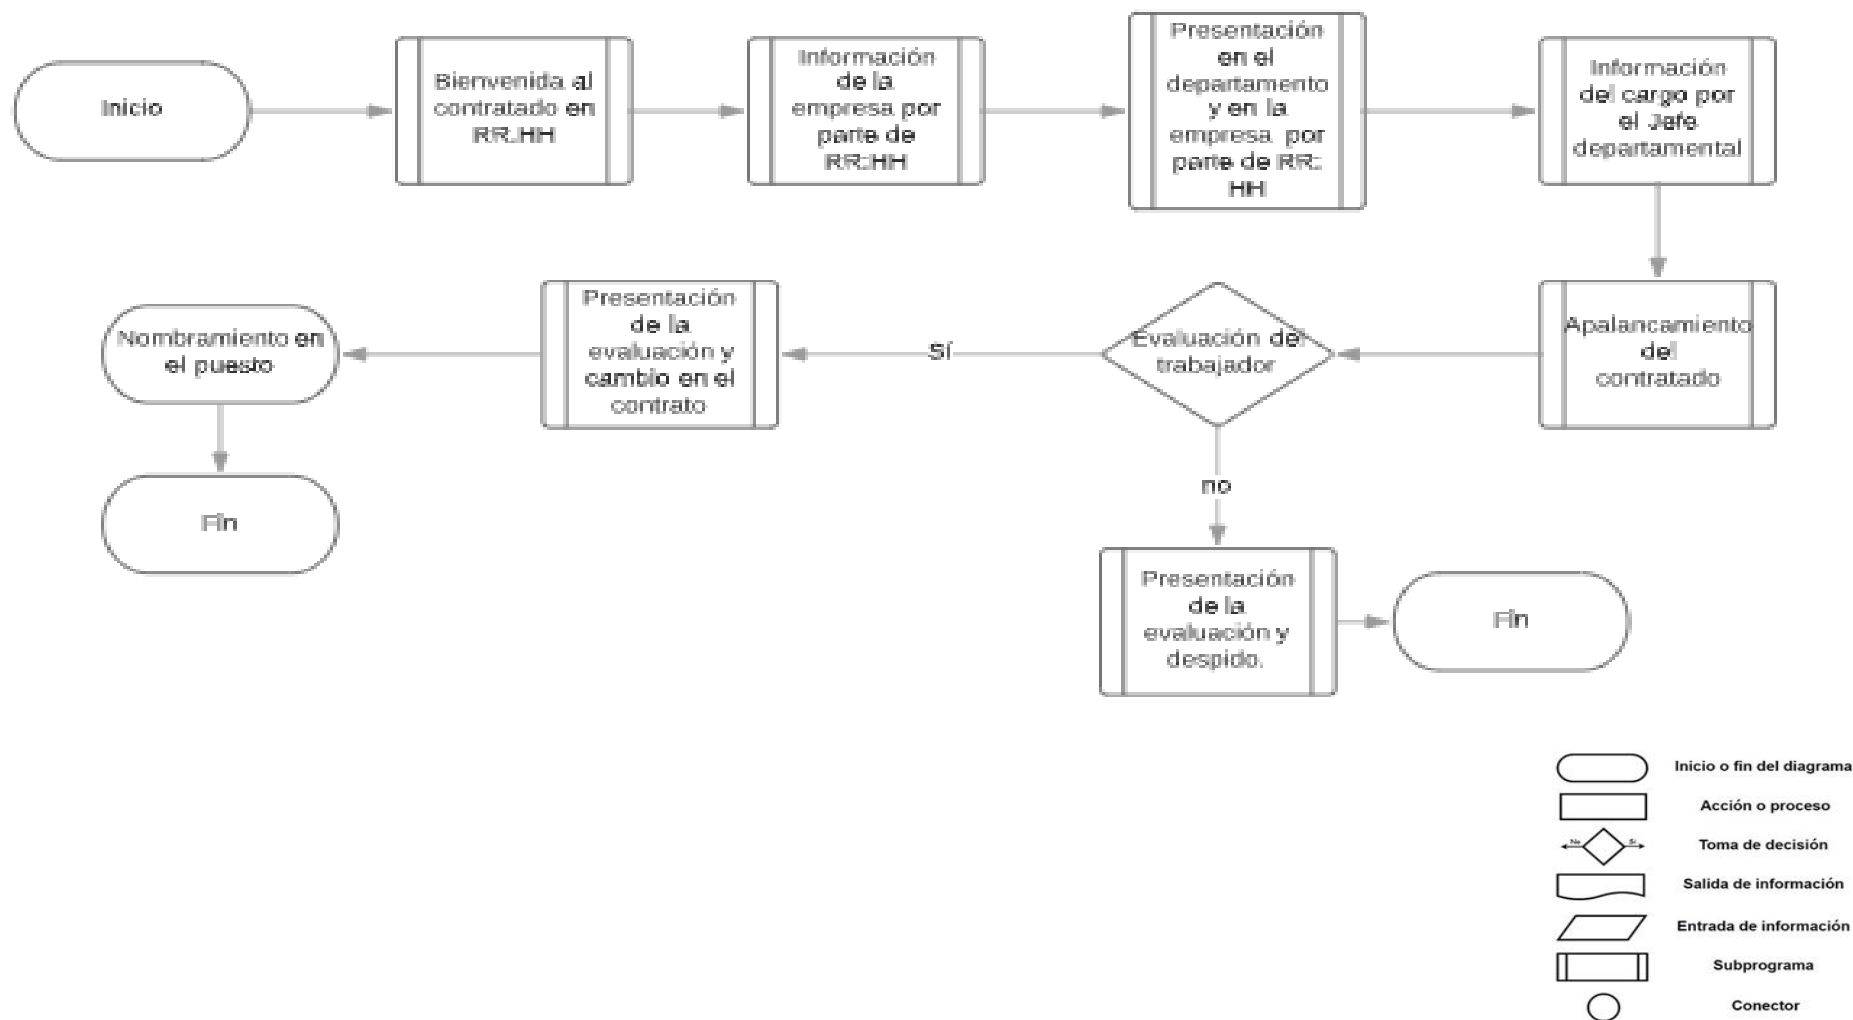 Inicio
Bienvenida al
contratado en
RR.HH
Información
de la
empresa por
parte de
RR.HH
Presentación
en el
departamento
y en la
empresa por
parte de RR.
HH
Información
del cargo por
el Jefe
departamental
Apalancamiento
del
contratado
Evaluación del
trabajador
Sí
Presentación
de la
evaluación y
cambio en el
contrato
Nombramiento en
el puesto
Fin
no
Presentación
de la
evaluación y
despido.
Fin
Inicio o fin del diagrama
Acción o proceso
No
Si
Toma de decisión
Salida de información
Entrada de información
Subprograma
Conector